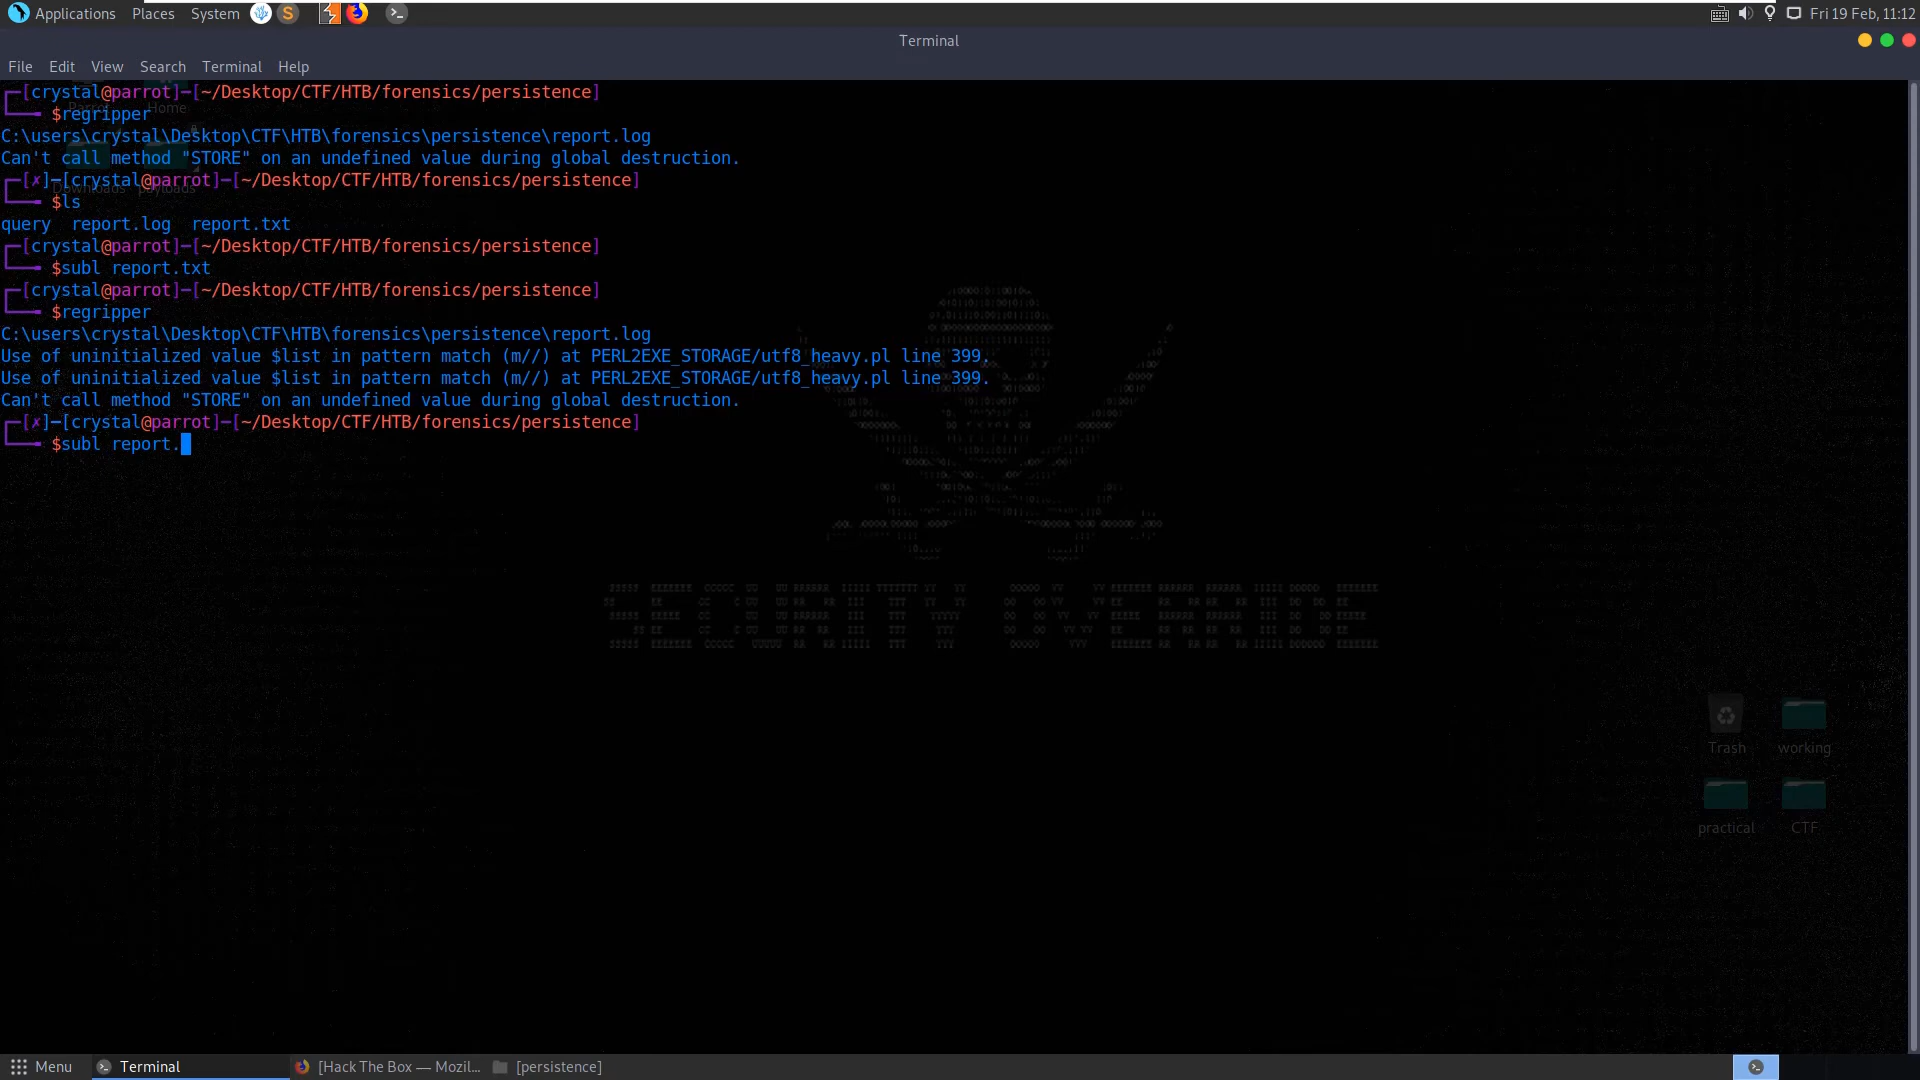 Applications Places System Fri 19 Feb, 11:12
Terminal
File Edit View Search Terminal Help
┌─[crystal@parrot]─[~/Desktop/CTF/HTB/forensics/persistence]
Parrot Home
└──╼ $regripper
C:\users\crystal\Desktop\CTF\HTB\forensics\persistence\report.log
Can't call method "STORE" on an undefined value during global destruction.
┌─[✗]─[crystal@parrot]─[~/Desktop/CTF/HTB/forensics/persistence]
Downloads payloads
└──╼ $ls
query report.log report.txt
┌─[crystal@parrot]─[~/Desktop/CTF/HTB/forensics/persistence]
└──╼ $subl report.txt
┌─[crystal@parrot]─[~/Desktop/CTF/HTB/forensics/persistence]
└──╼ $regripper
C:\users\crystal\Desktop\CTF\HTB\forensics\persistence\report.log
Use of uninitialized value $list in pattern match (m//) at PERL2EXE_STORAGE/utf8_heavy.pl line 399.
Use of uninitialized value $list in pattern match (m//) at PERL2EXE_STORAGE/utf8_heavy.pl line 399.
Can't call method "STORE" on an undefined value during global destruction.
┌─[✗]─[crystal@parrot]─[~/Desktop/CTF/HTB/forensics/persistence]
└──╼ $subl report.
SECURITY OVERRIDE
Trash working
practical CTF
Menu Terminal [Hack The Box — Mozil... [persistence]